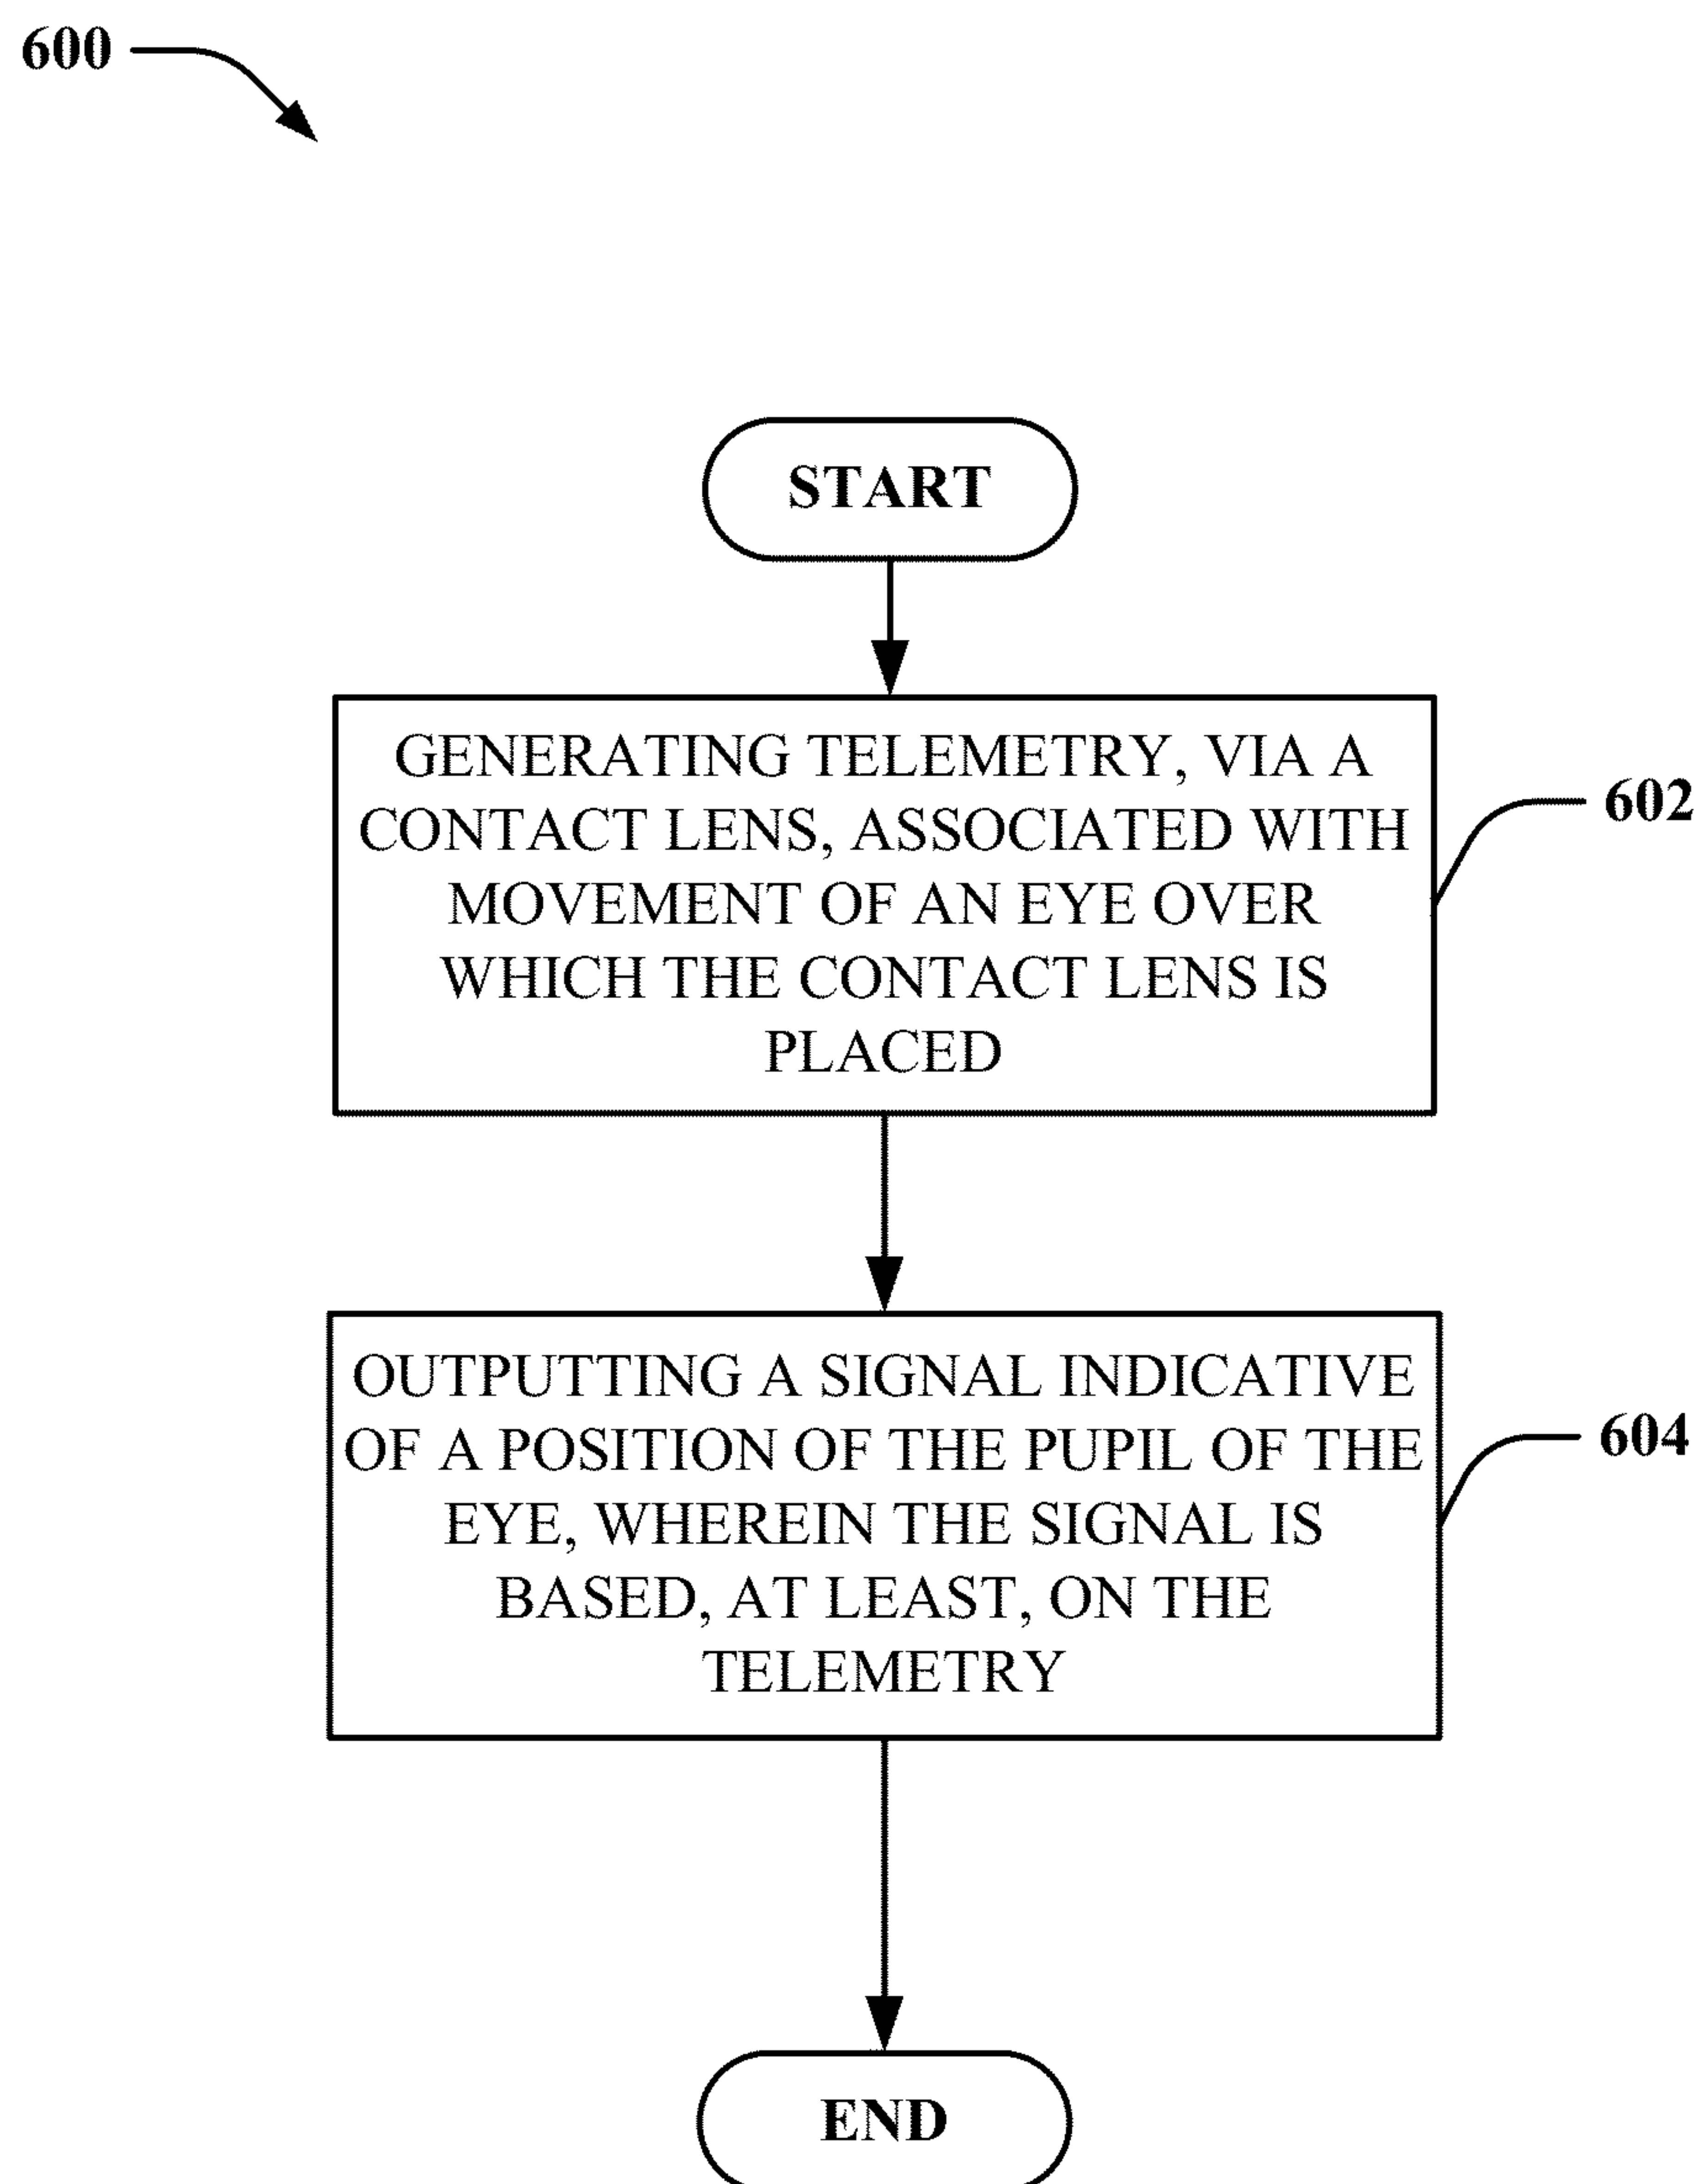 600
START
GENERATING TELEMETRY, VIA A
CONTACT LENS, ASSOCIATED WITH
MOVEMENT OF AN EYE OVER
WHICH THE CONTACT LENS IS
PLACED
602
OUTPUTTING A SIGNAL INDICATIVE
OF A POSITION OF THE PUPIL OF THE
EYE, WHEREIN THE SIGNAL IS
BASED, AT LEAST, ON THE
TELEMETRY
604
END